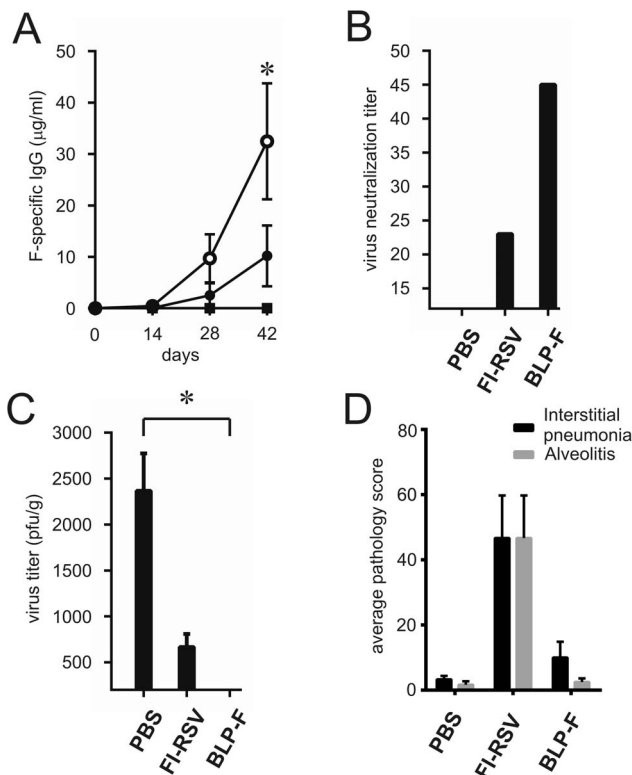 A
F-specific IgG (μg/ml)
50
40
30
20
10
0
*
0 14 28 42
days
B
virus neutralization titer
50
45
40
35
30
25
20
15
PBS FI-RSV BLP-F
C
virus titer (pfu/g)
3000
2500
2000
1500
1000
500
*
PBS FI-RSV BLP-F
D
average pathology score
80
60
40
20
0
Interstitial
pneumonia
Alveolitis
PBS FI-RSV BLP-F